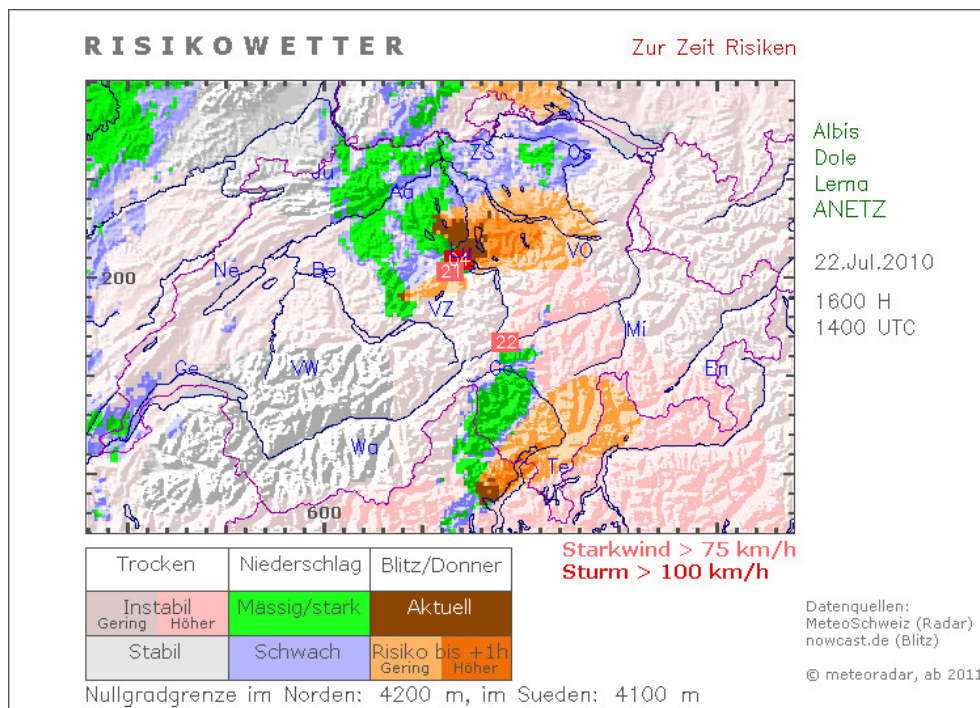 RISIKOWETTER
Zur Zeit Risiken
Albis
Dole
Lema
ANETZ
22.Jul.2010
1600 H
1400 UTC
ZS
O
Ju
Ag
VO
04
21
200
Ne
Be
VZ
Mi
22
Ge
VW
Co
En
Wa
Te
600
Starkwind > 75 km/h
Sturm > 100 km/h
Trocken Niederschlag Blitz/Donner
Instabil Mässig/stark Aktuell
Gering Höher
Stabil Schwach Risiko bis +1h
Gering Höher
Datenquellen:
MeteoSchweiz (Radar)
nowcast.de (Blitz)
© meteoradar, ab 2011
Nullgradgrenze im Norden: 4200 m, im Sueden: 4100 m